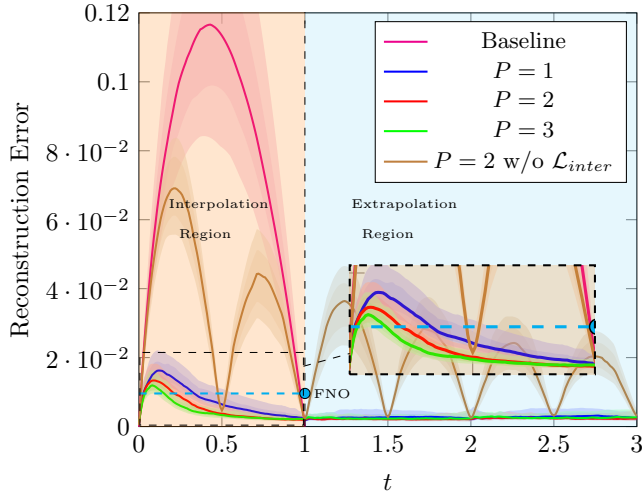 0.12
0.1
8 · 10⁻²
6 · 10⁻²
4 · 10⁻²
2 · 10⁻²
0
Reconstruction Error
Baseline
P = 1
P = 2
P = 3
P = 2 w/o 𝓛_inter
Interpolation
Region
Extrapolation
Region
FNO
0 0.5 1 1.5 2 2.5 3
t